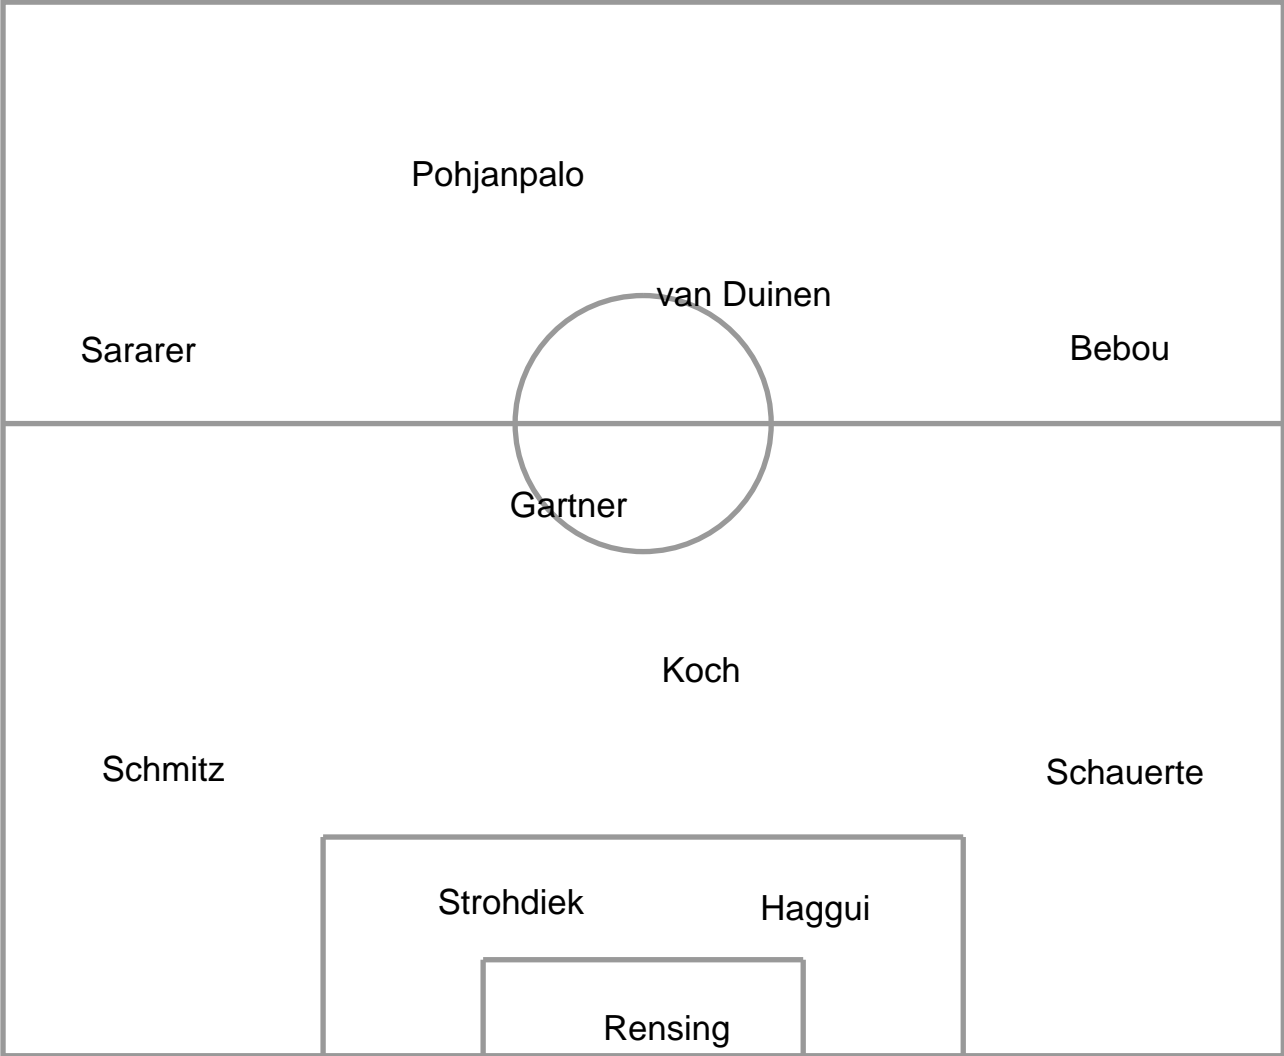 Pohjanpalo
van Duinen
Sararer
Bebou
Gartner
Koch
Schmitz
Schauerte
Strohdiek
Haggui
Rensing